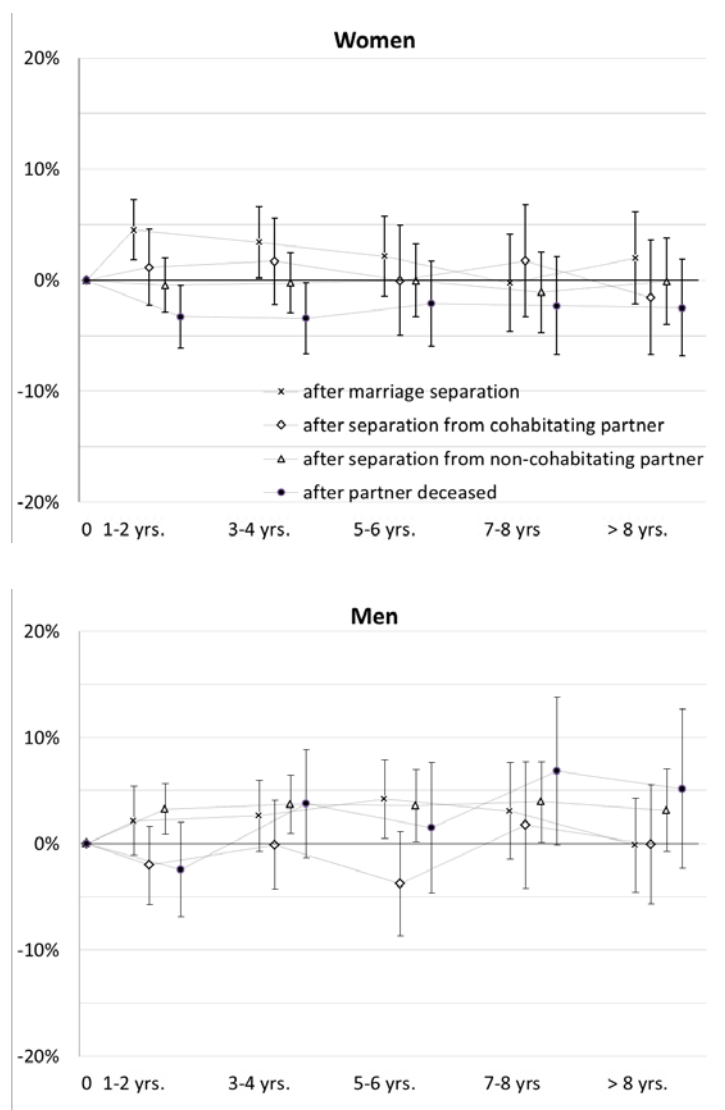 Women
20%
10%
0%
-10%
-20%
after marriage separation
after separation from cohabitating partner
after separation from non-cohabitating partner
after partner deceased
0 1-2 yrs. 3-4 yrs. 5-6 yrs. 7-8 yrs > 8 yrs.
Men
20%
10%
0%
-10%
-20%
0 1-2 yrs. 3-4 yrs. 5-6 yrs. 7-8 yrs > 8 yrs.